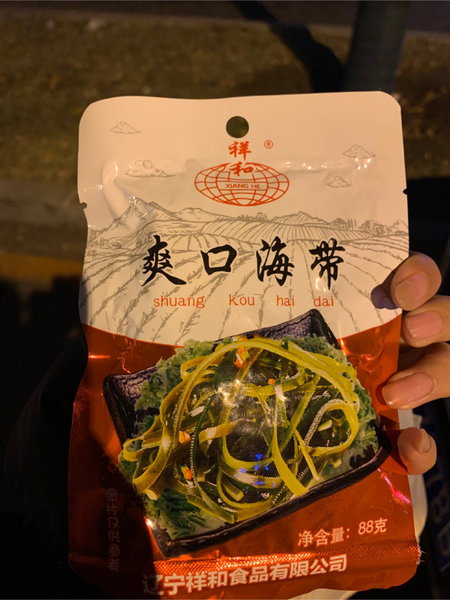 祥和®
XIANG HE
爽口海带
shuang kou hai dai
图片仅供参考
净含量：88克
辽宁祥和食品有限公司